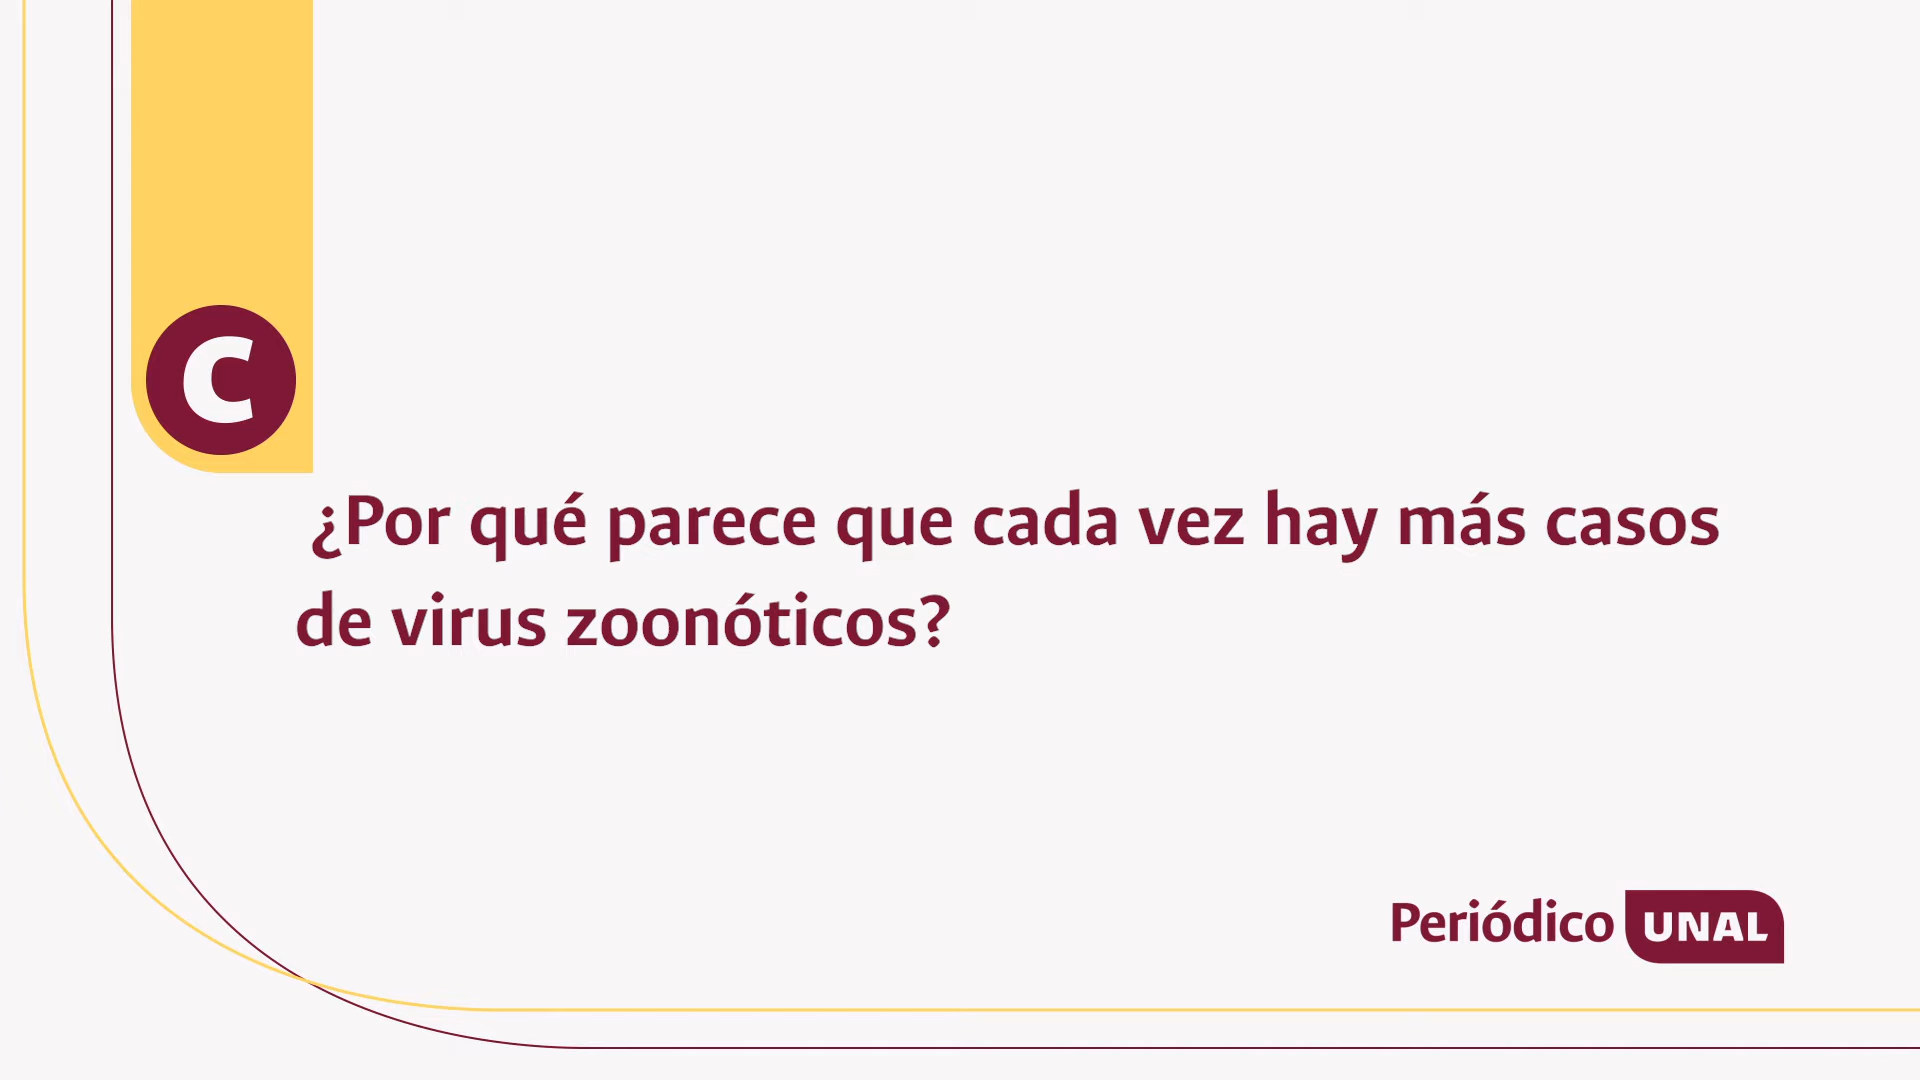 C
¿Por qué parece que cada vez hay más casos
de virus zoonóticos?
Periódico UNAL